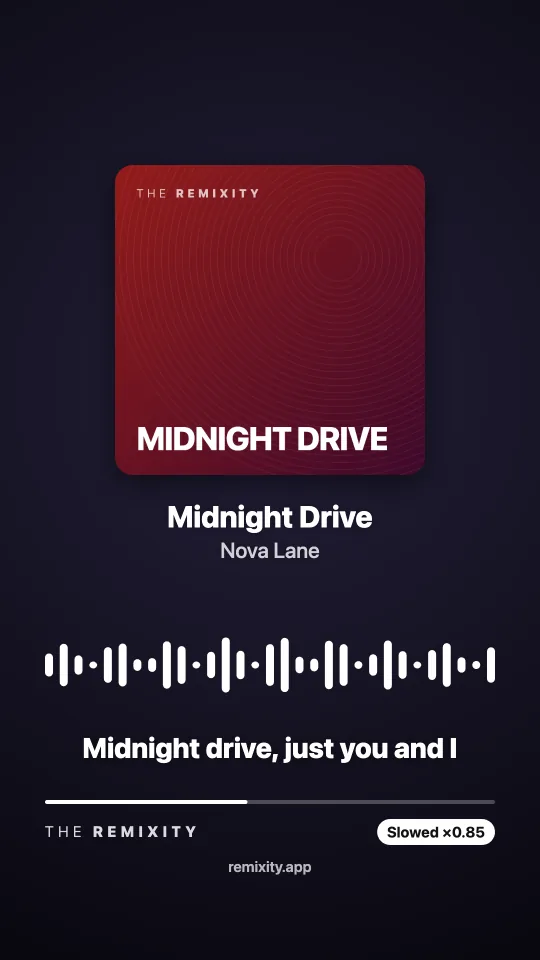 THE REMIXITY
MIDNIGHT DRIVE
Midnight Drive
Nova Lane
Midnight drive, just you and I
THE REMIXITY
Slowed ×0.85
remixity.app